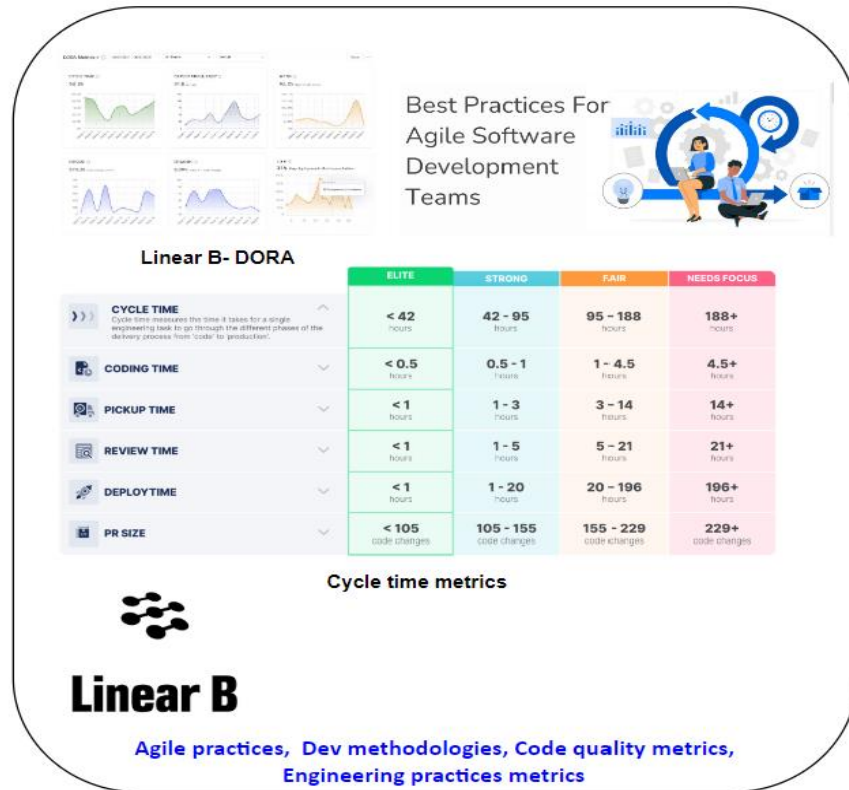 Best Practices For
Agile Software
Development
Teams
Linear B- DORA
ELITE STRONG FAIR NEEDS FOCUS
CYCLE TIME
Cycle time measures the time it takes for a single
engineering task to go through the different phases of the
delivery process from 'code' to 'production'.
< 42 42 - 95 95 - 188 188+
hours hours hours hours
CODING TIME < 0.5 0.5 - 1 1 - 4.5 4.5+
hours hours hours hours
PICKUP TIME < 1 1 - 3 3 - 14 14+
hours hours hours hours
REVIEW TIME < 1 1 - 5 5 - 21 21+
hours hours hours hours
DEPLOYTIME < 1 1 - 20 20 - 196 196+
hours hours hours hours
PR SIZE < 105 105 - 155 155 - 229 229+
code changes code changes code changes code changes
Cycle time metrics
Linear B
Agile practices, Dev methodologies, Code quality metrics,
Engineering practices metrics